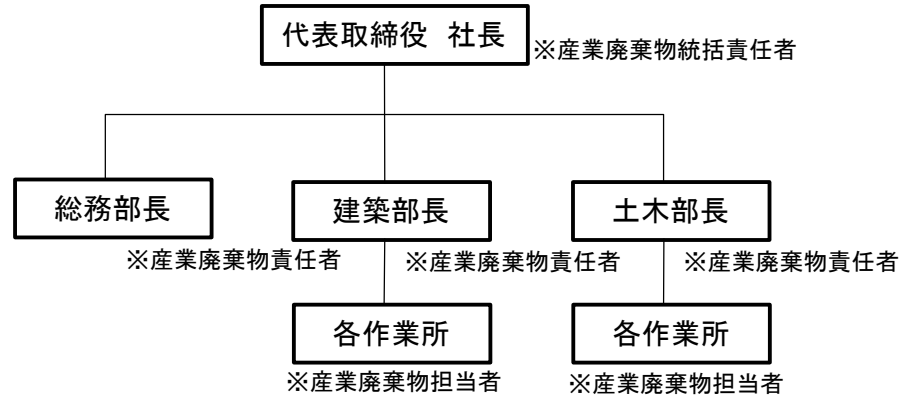 代表取締役 社長
※産業廃棄物統括責任者
総務部長
建築部長
土木部長
※産業廃棄物責任者
※産業廃棄物責任者
※産業廃棄物責任者
各作業所
各作業所
※産業廃棄物担当者
※産業廃棄物担当者